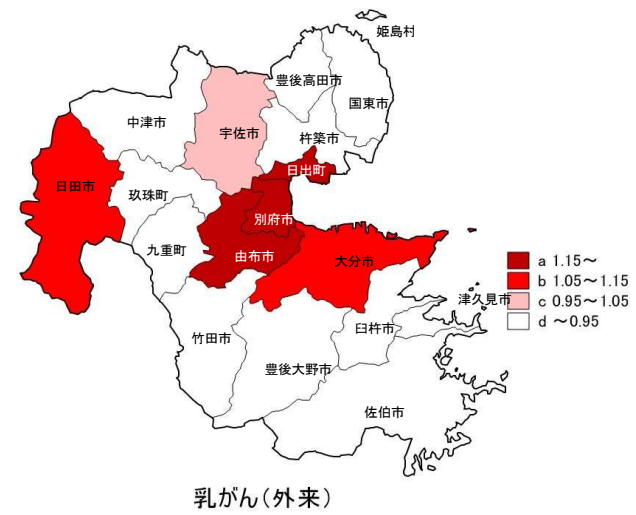 姫島村
豊後高田市
国東市
中津市
宇佐市
杵築市
日出町
日田市
玖珠町
別府市
九重町
由布市
大分市
a 1.15～
b 1.05～1.15
c 0.95～1.05
d ～0.95
津久見市
臼杵市
竹田市
豊後大野市
佐伯市
乳がん(外来)